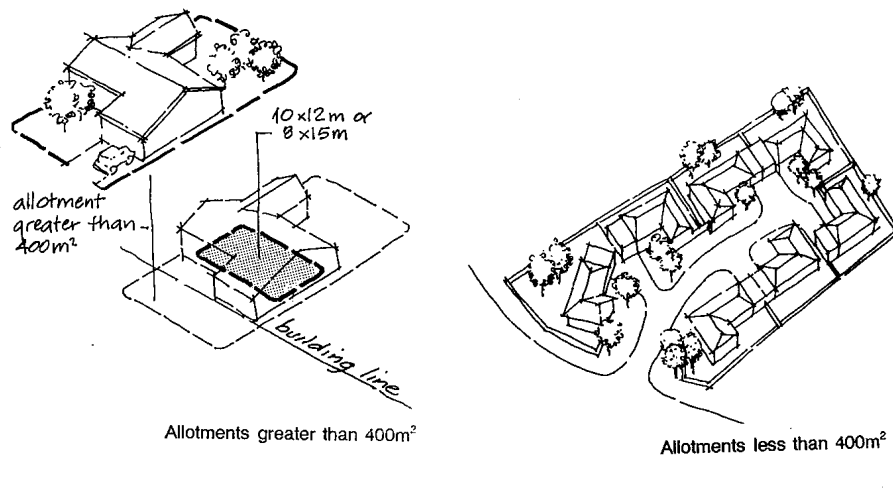 10x12m or
8x15m
allotment
greater than
400m²
building line
Allotments greater than 400m²
Allotments less than 400m²